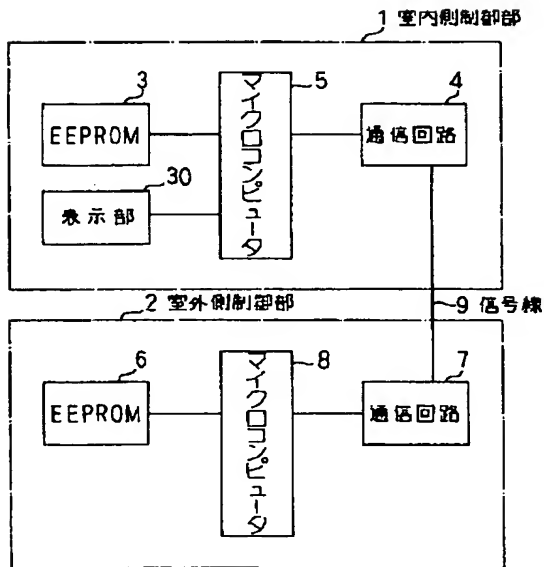 1 室内側制御部
3
EEPROM
5
マイクロコンピュータ
4
通信回路
30
表示部
2 室外側制御部
9 信号線
6
EEPROM
8
マイクロコンピュータ
7
通信回路